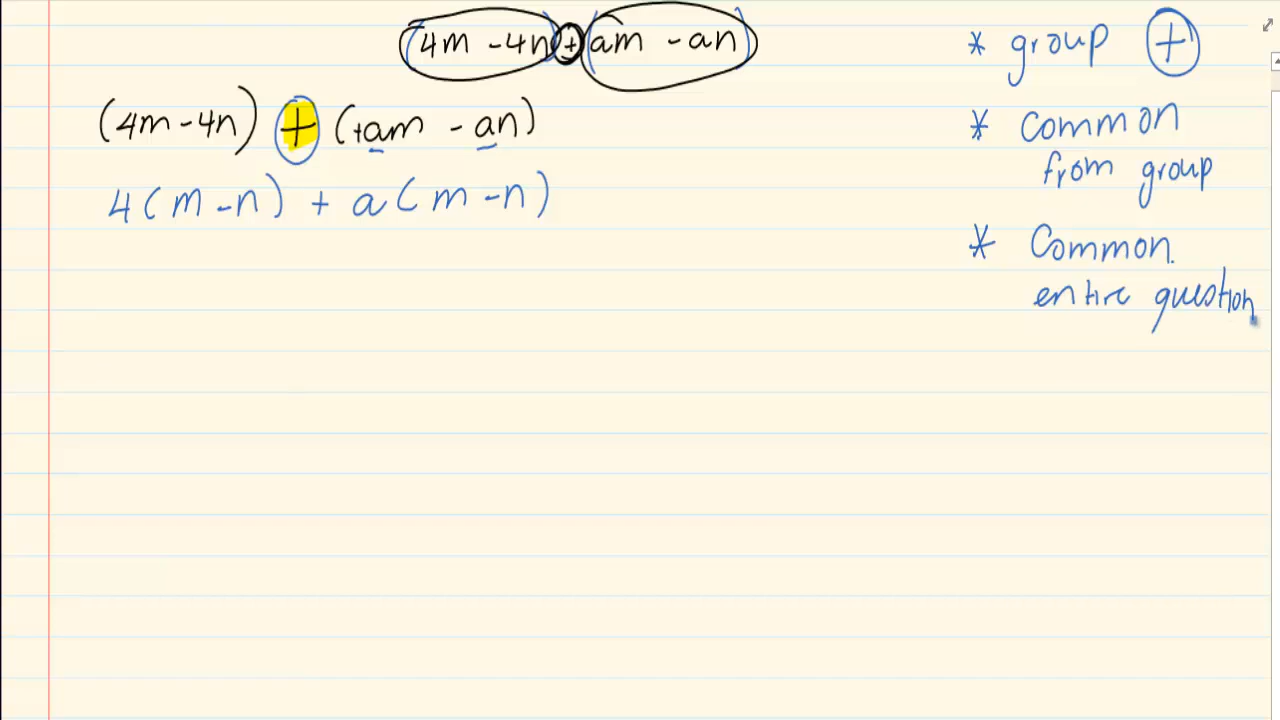 (4m - 4n) + (am - an)
(4m - 4n) + (+am - an)
4(m - n) + a(m - n)
* group +
* Common
from group
* Common.
entire question